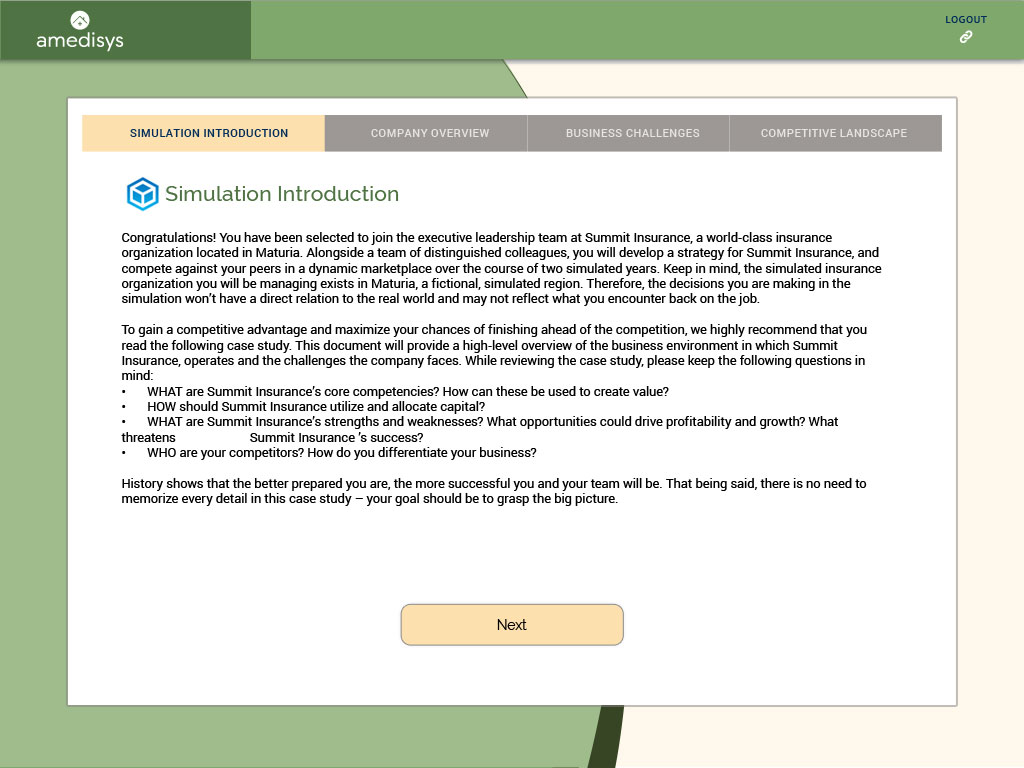 amedisys
LOGOUT
SIMULATION INTRODUCTION
COMPANY OVERVIEW
BUSINESS CHALLENGES
COMPETITIVE LANDSCAPE
Simulation Introduction
Congratulations! You have been selected to join the executive leadership team at Summit Insurance, a world-class insurance
organization located in Maturia. Alongside a team of distinguished colleagues, you will develop a strategy for Summit Insurance, and
compete against your peers in a dynamic marketplace over the course of two simulated years. Keep in mind, the simulated insurance
organization you will be managing exists in Maturia, a fictional, simulated region. Therefore, the decisions you are making in the
simulation won’t have a direct relation to the real world and may not reflect what you encounter back on the job.
To gain a competitive advantage and maximize your chances of finishing ahead of the competition, we highly recommend that you
read the following case study. This document will provide a high-level overview of the business environment in which Summit
Insurance, operates and the challenges the company faces. While reviewing the case study, please keep the following questions in
mind:
• WHAT are Summit Insurance’s core competencies? How can these be used to create value?
• HOW should Summit Insurance utilize and allocate capital?
• WHAT are Summit Insurance’s strengths and weaknesses? What opportunities could drive profitability and growth? What
threatens Summit Insurance ’s success?
• WHO are your competitors? How do you differentiate your business?
History shows that the better prepared you are, the more successful you and your team will be. That being said, there is no need to
memorize every detail in this case study – your goal should be to grasp the big picture.
Next